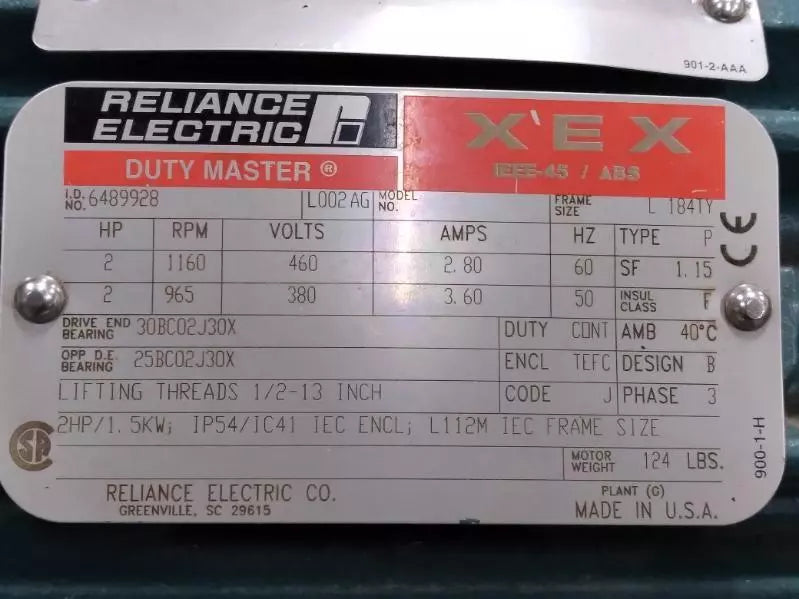 901-2-AAA
RELIANCE
ELECTRIC
DUTY MASTER ®
X'EX
IEEE-45 / ABS
I.D. NO. 6489928 L002 AG MODEL NO. FRAME SIZE L 184TY
HP RPM VOLTS AMPS HZ TYPE P
2 1160 460 2.80 60 SF 1.15
2 965 380 3.60 50 INSUL CLASS F
DRIVE END BEARING 30BC02J30X DUTY CONT AMB 40°C
OPP D.E. BEARING 25BC02J30X ENCL TEFC DESIGN B
LIFTING THREADS 1/2-13 INCH CODE J PHASE 3
2HP/1.5KW; IP54/IC41 IEC ENCL; L112M IEC FRAME SIZE
MOTOR WEIGHT 124 LBS.
RELIANCE ELECTRIC CO.
GREENVILLE, SC 29615
PLANT (G)
MADE IN U.S.A.
CE
SA
900-1-H